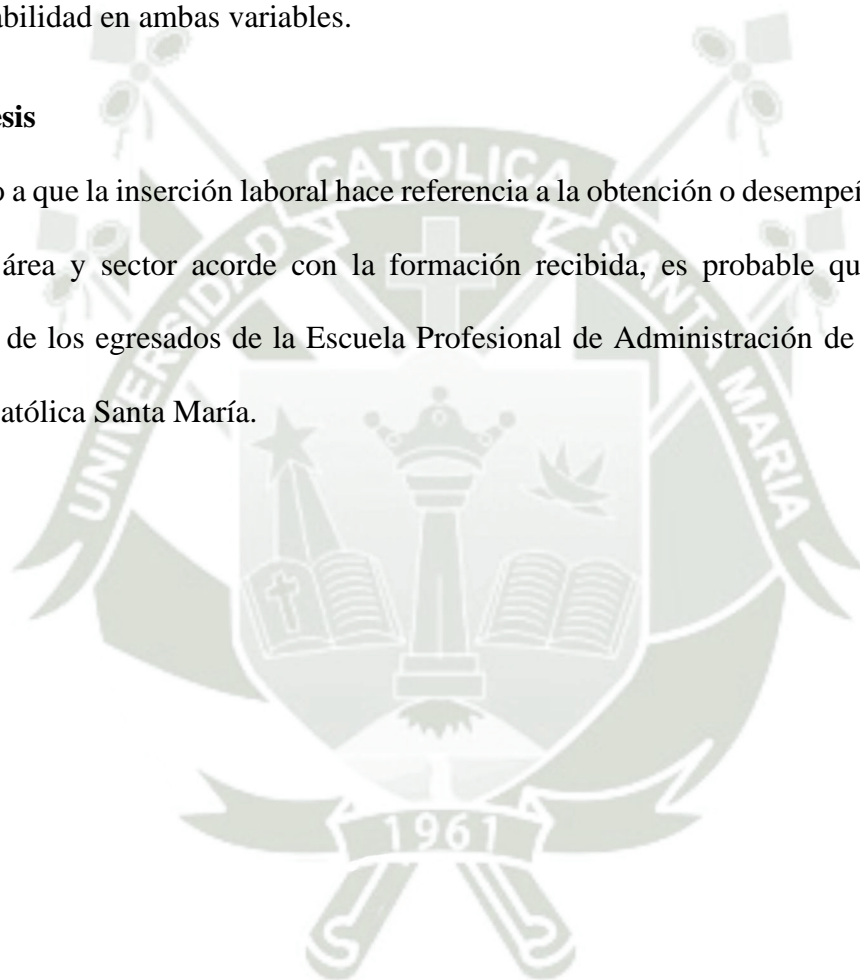 abilidad en ambas variables.
esis
o a que la inserción laboral hace referencia a la obtención o desempeñ
área y sector acorde con la formación recibida, es probable qu
de los egresados de la Escuela Profesional de Administración de
atólica Santa María.
UNIVERSIDAD CATOLICA SANTA MARIA
1961